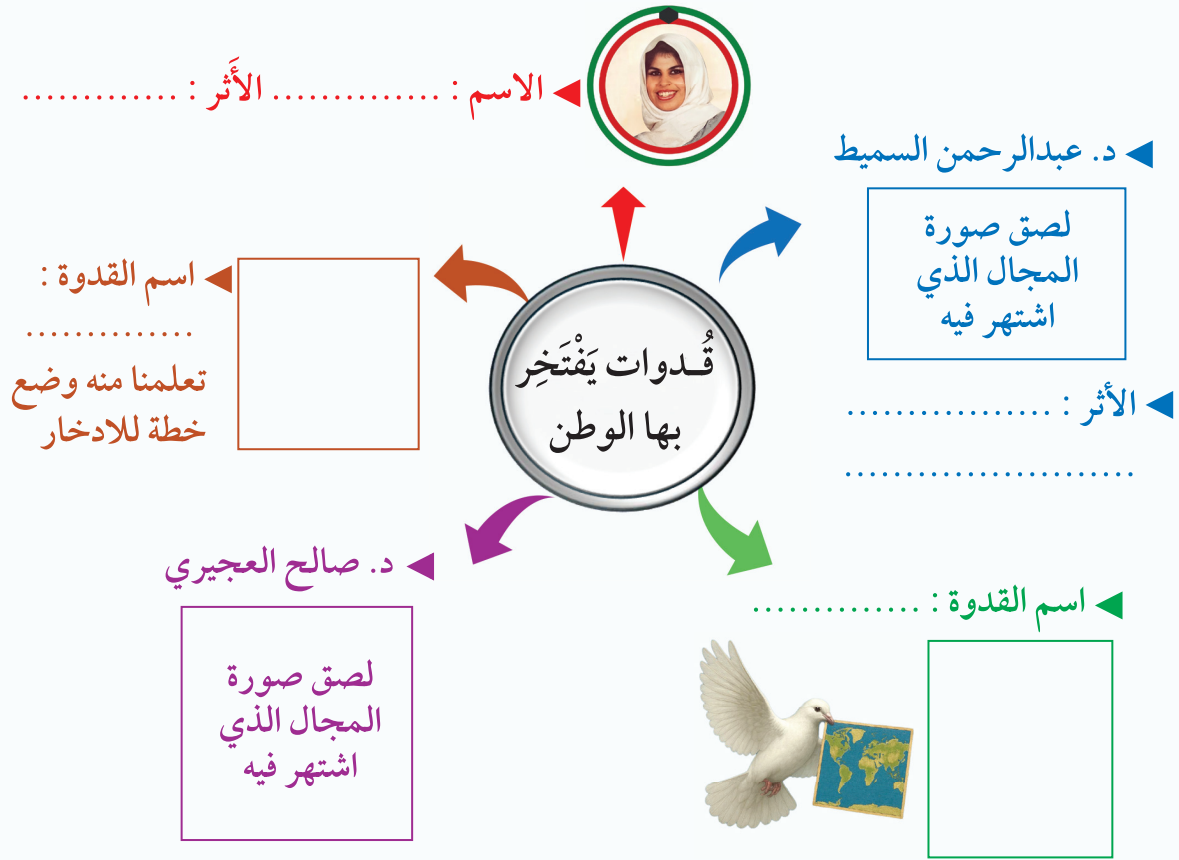 ◄ الاسم : .............. الأَثر : .............
◄ د. عبدالرحمن السميط
لصق صورة
المجال الذي
اشتهر فيه
◄ الأثر : .................
........................
◄ اسم القدوة :
..............
تعلمنا منه وضع
خطة للادخار
قُـدوات يَفْتَخِر
بها الوطن
◄ د. صالح العجيري
لصق صورة
المجال الذي
اشتهر فيه
◄ اسم القدوة : ..............